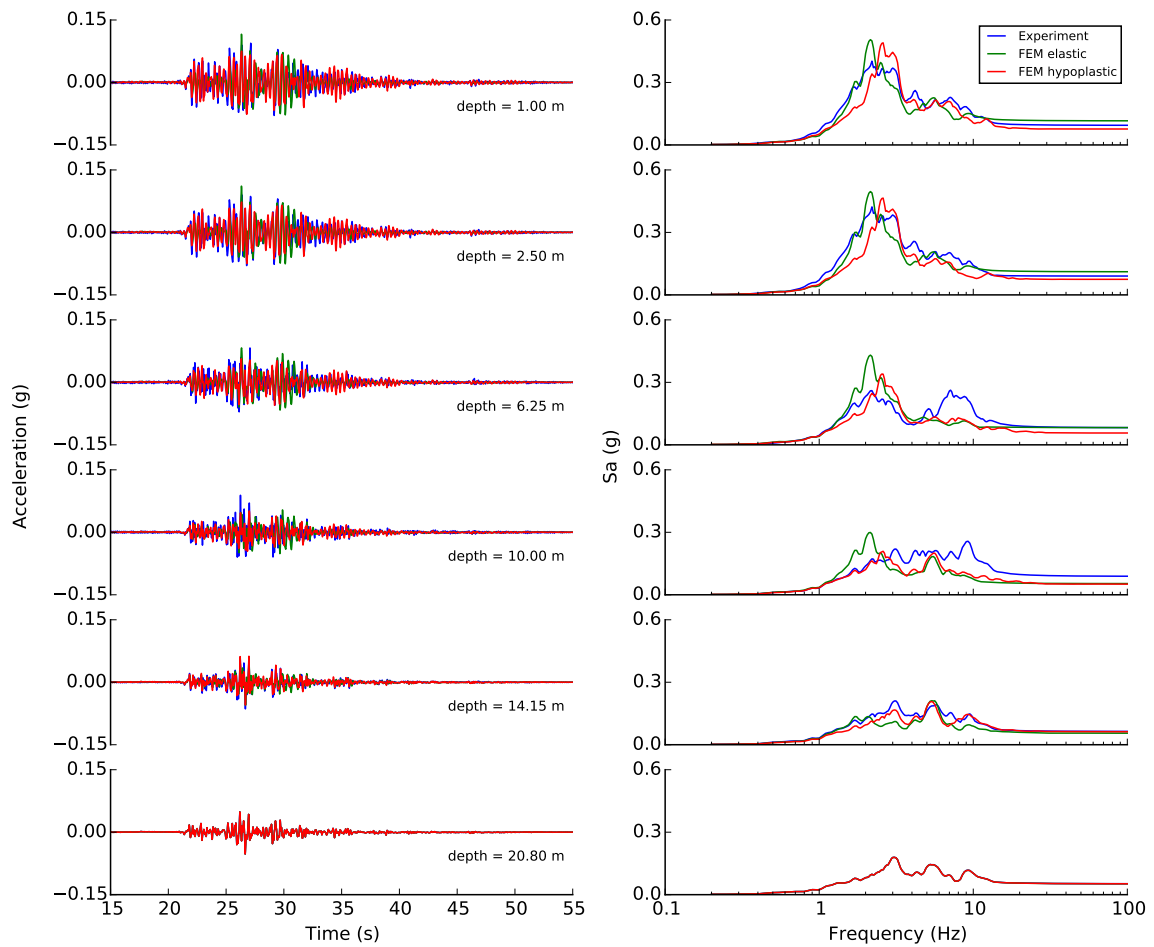 0.15
0.00
−0.15
depth = 1.00 m
0.6
0.3
0.0
Experiment
FEM elastic
FEM hypoplastic
0.15
0.00
−0.15
depth = 2.50 m
0.6
0.3
0.0
0.15
0.00
−0.15
depth = 6.25 m
0.6
0.3
0.0
Acceleration (g)
Sa (g)
0.15
0.00
−0.15
depth = 10.00 m
0.6
0.3
0.0
0.15
0.00
−0.15
depth = 14.15 m
0.6
0.3
0.0
0.15
0.00
−0.15
depth = 20.80 m
0.6
0.3
0.0
15 20 25 30 35 40 45 50 55
Time (s)
0.1 1 10 100
Frequency (Hz)